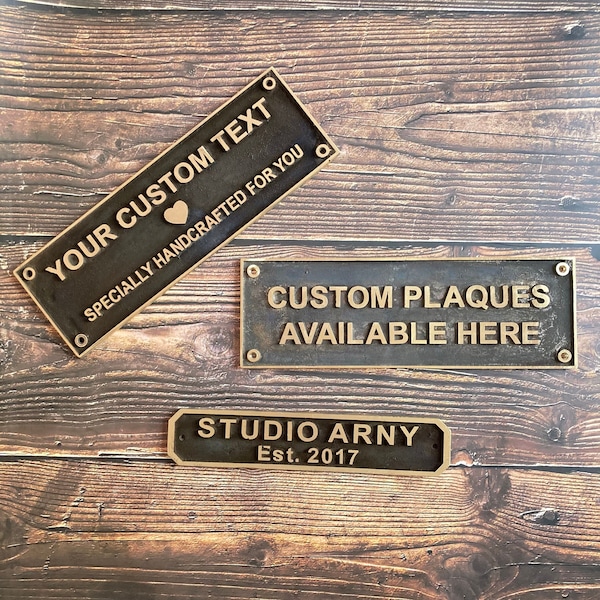 YOUR CUSTOM TEXT
SPECIALLY HANDCRAFTED FOR YOU
CUSTOM PLAQUES
AVAILABLE HERE
STUDIO ARNY
Est. 2017